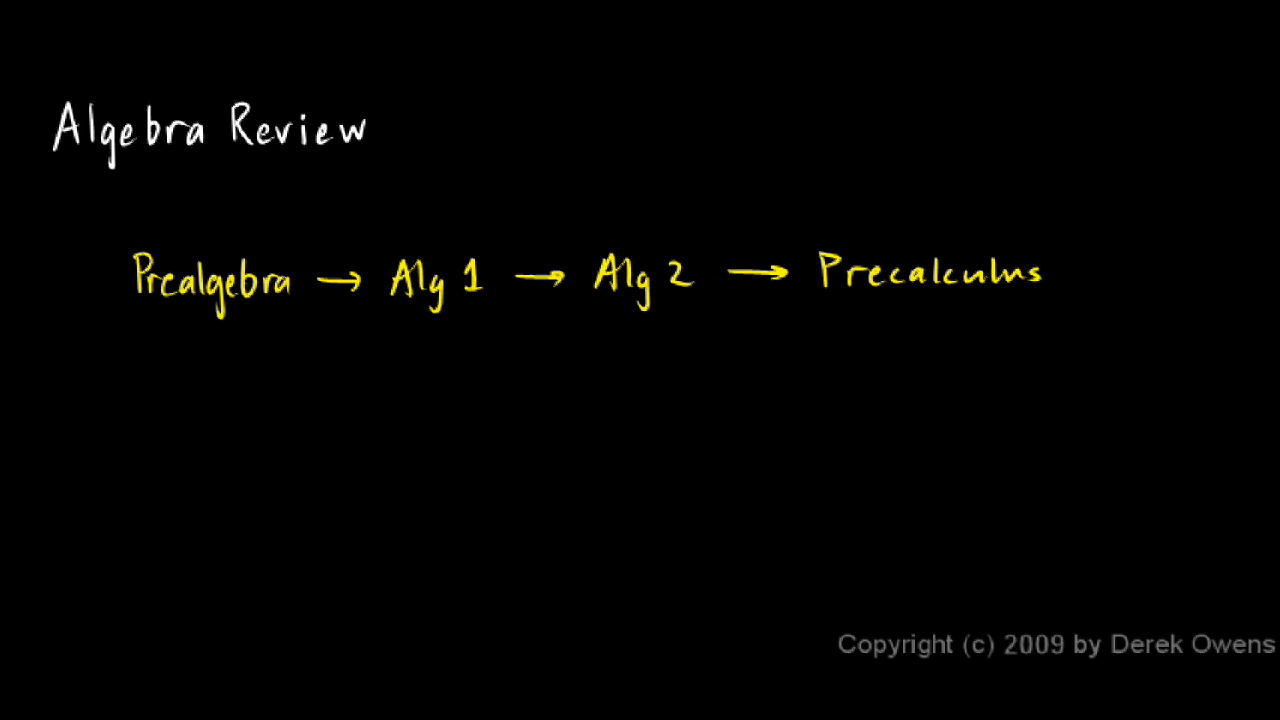 Algebra Review
Prealgebra → Alg 1 → Alg 2 → Precalculus
Copyright (c) 2009 by Derek Owens